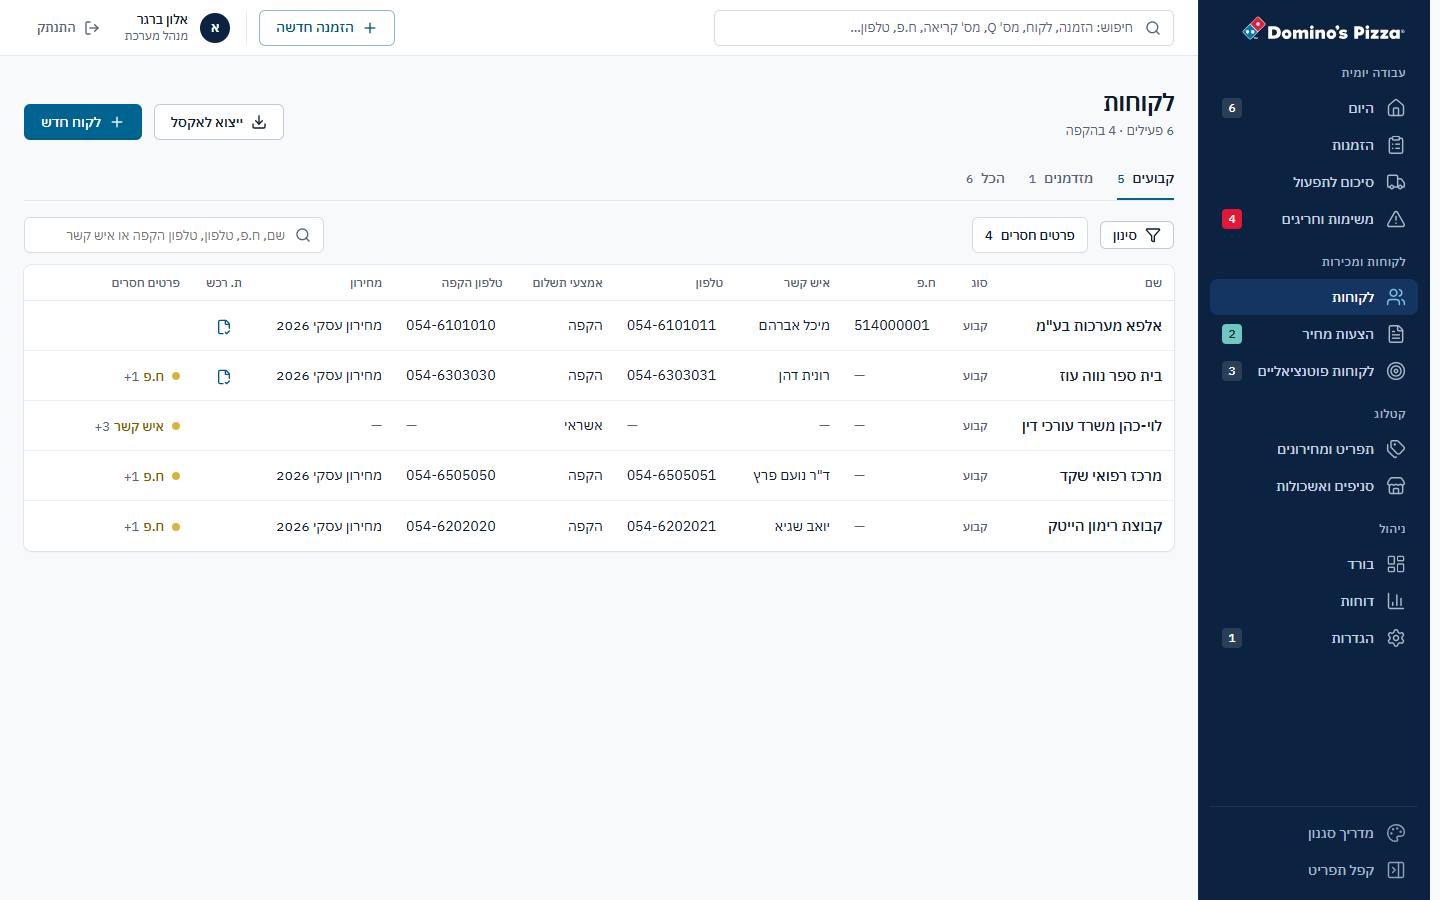 Domino's Pizza
עבודה יומית
היום 6
הזמנות
סיכום לתפעול
משימות וחריגים 4
לקוחות ומכירות
לקוחות
הצעות מחיר 2
לקוחות פוטנציאליים 3
קטלוג
תפריט ומחירונים
סניפים ואשכולות
ניהול
בורד
דוחות
הגדרות 1
מדריך סגנון
קפל תפריט
חיפוש: הזמנה, לקוח, מס' Q, מס' קריאה, ח.פ, טלפון...
הזמנה חדשה
א
אלון ברגר
מנהל מערכת
התנתק
לקוחות
6 פעילים · 4 בהקפה
ייצוא לאקסל
לקוח חדש
קבועים 5 מזדמנים 1 הכל 6
סינון
פרטים חסרים 4
שם, ח.פ, טלפון, טלפון הקפה או איש קשר
שם סוג ח.פ איש קשר טלפון אמצעי תשלום טלפון הקפה מחירון ת. רכש פרטים חסרים
אלפא מערכות בע"מ קבוע 514000001 מיכל אברהם 054-6101011 הקפה 054-6101010 מחירון עסקי 2026
בית ספר נווה עוז קבוע — רונית דהן 054-6303031 הקפה 054-6303030 מחירון עסקי 2026 ח.פ +1
לוי-כהן משרד עורכי דין קבוע — — — אשראי — — איש קשר +3
מרכז רפואי שקד קבוע — ד"ר נועם פרץ 054-6505051 הקפה 054-6505050 מחירון עסקי 2026 ח.פ +1
קבוצת רימון הייטק קבוע — יואב שגיא 054-6202021 הקפה 054-6202020 מחירון עסקי 2026 ח.פ +1